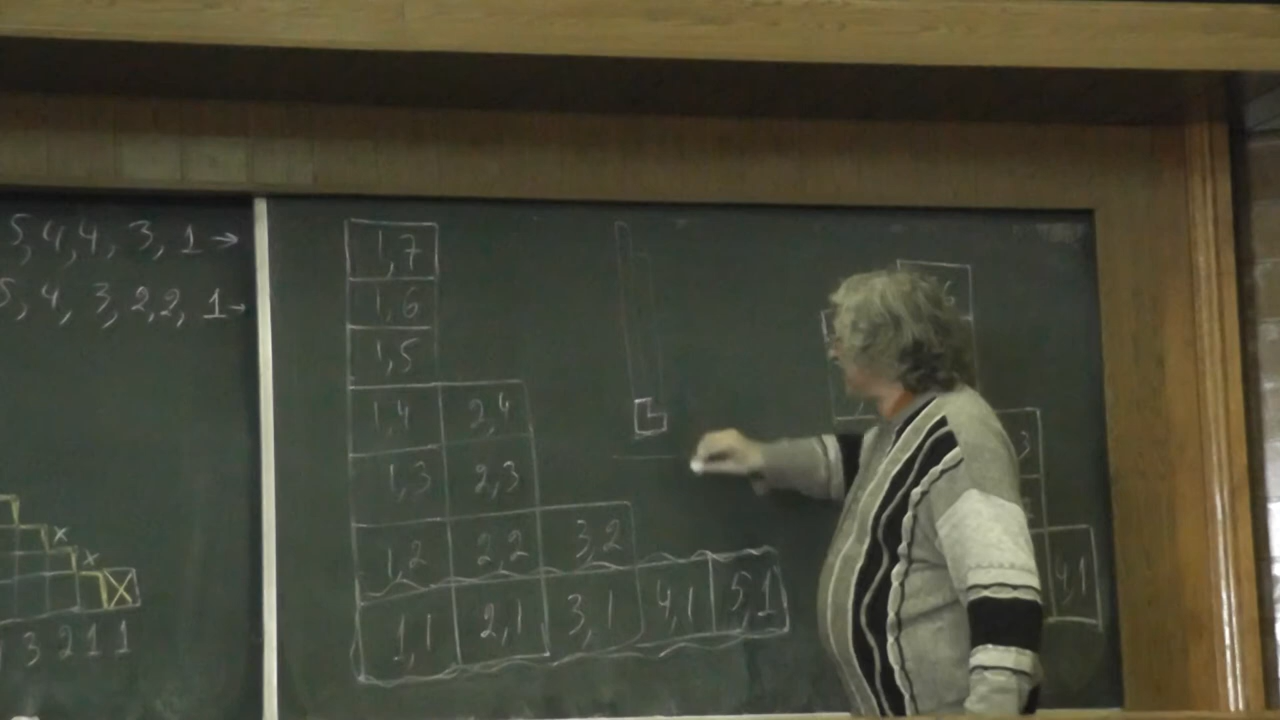 5,4,4, 3, 1 →
5, 4, 3, 2,2, 1→
1,7
1,6
1,5
1,4 2,4
1,3 2,3
1,2 2,2 3,2
1,1 2,1 3,1 4,1 5,1
6
3
4,1
x
x
X
3 2 1 1